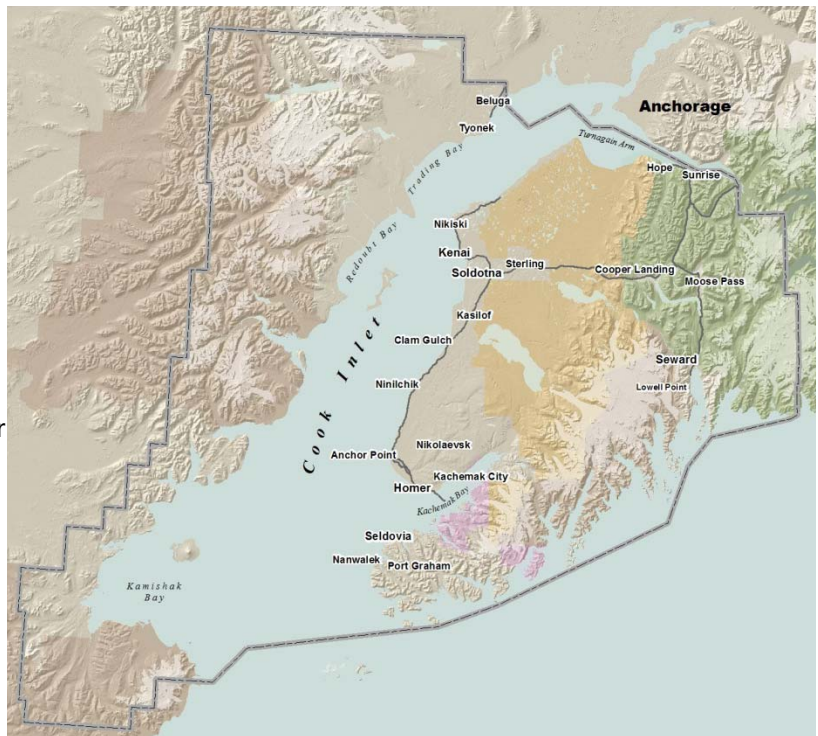 Beluga
Anchorage
Tyonek
Turnagain Arm
Trading Bay
Hope
Sunrise
Nikiski
Redoubt Bay
Kenai
Sterling
Soldotna
Cooper Landing
Moose Pass
Kasilof
Clam Gulch
Cook Inlet
Seward
Ninilchik
Lowell Point
r
Nikolaevsk
Anchor Point
Kachemak City
Homer
Kachemak Bay
Seldovia
Nanwalek
Port Graham
Kamishak
Bay